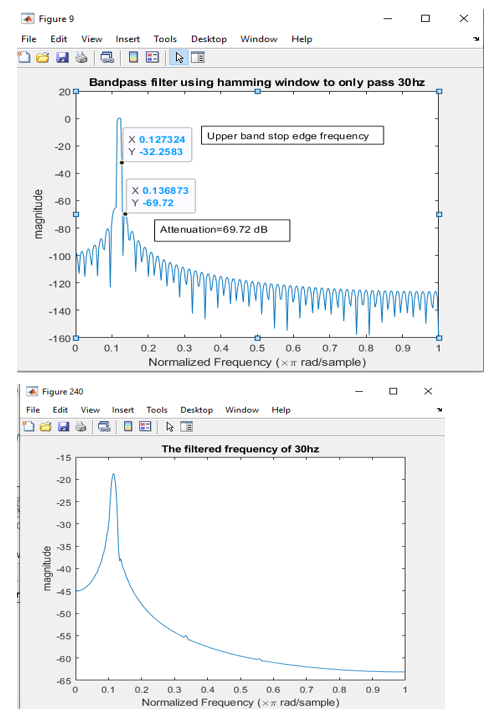 Figure 9
File Edit View Insert Tools Desktop Window Help
Bandpass filter using hamming window to only pass 30hz
20
0
-20
-40
-60
-80
-100
-120
-140
-160
magnitude
X 0.127324
Y -32.2583
Upper band stop edge frequency
X 0.136873
Y -69.72
Attenuation=69.72 dB
0 0.1 0.2 0.3 0.4 0.5 0.6 0.7 0.8 0.9 1
Normalized Frequency (×π rad/sample)
Figure 240
File Edit View Insert Tools Desktop Window Help
The filtered frequency of 30hz
-15
-20
-25
-30
-35
-40
-45
-50
-55
-60
-65
magnitude
0 0.1 0.2 0.3 0.4 0.5 0.6 0.7 0.8 0.9 1
Normalized Frequency (×π rad/sample)